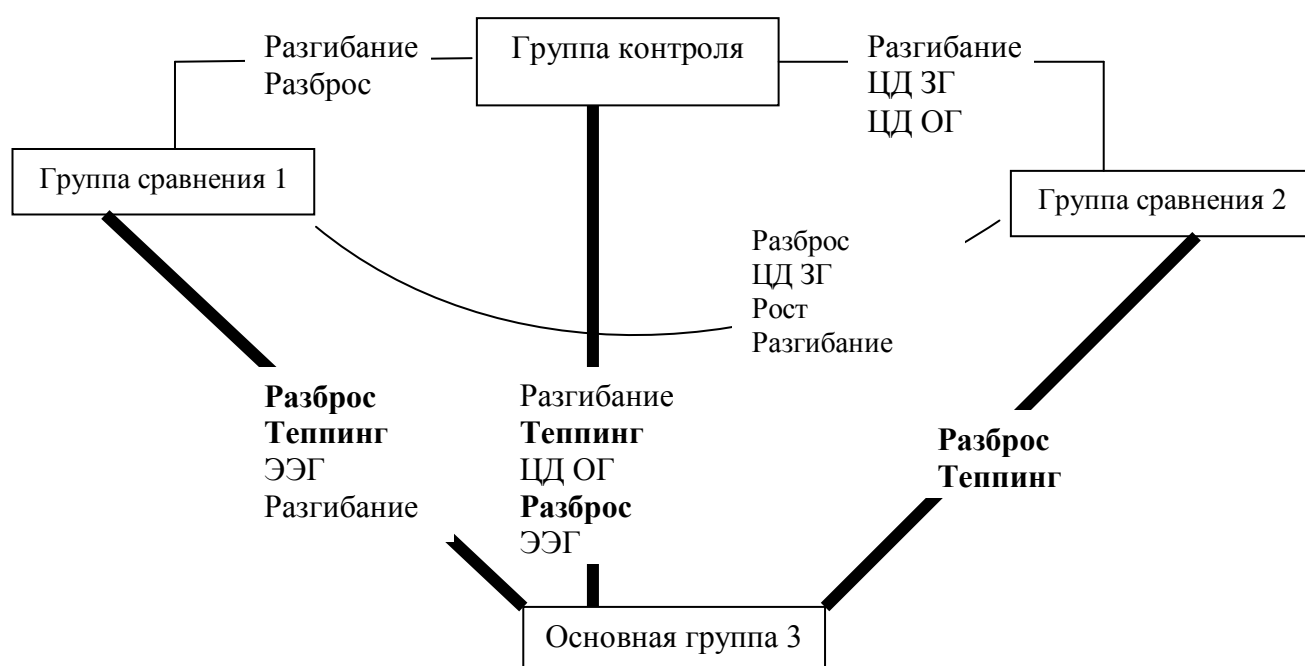 Разгибание
Разброс
Группа контроля
Разгибание
ЦД ЗГ
ЦД ОГ
Группа сравнения 1
Группа сравнения 2
Разброс
ЦД ЗГ
Рост
Разгибание
Разброс
Теппинг
ЭЭГ
Разгибание
Разгибание
Теппинг
ЦД ОГ
Разброс
ЭЭГ
Разброс
Теппинг
Основная группа 3